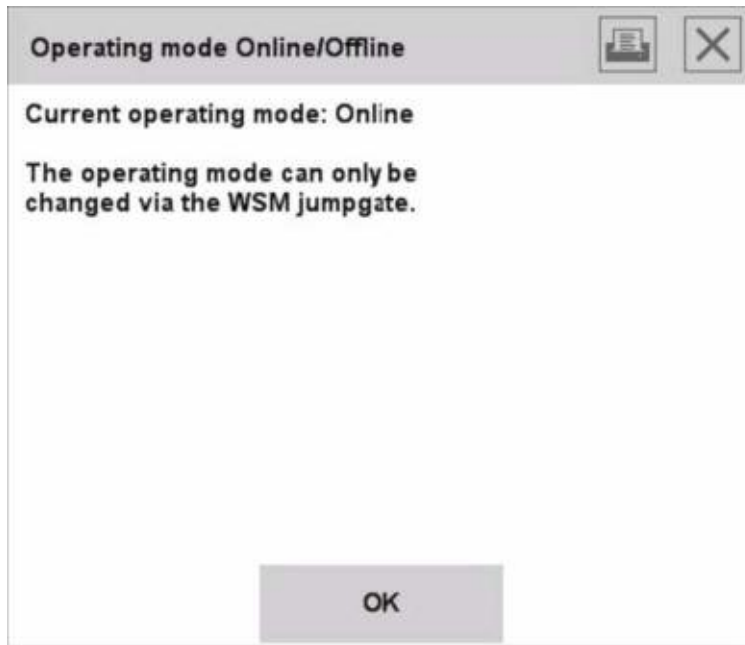 Operating mode Online/Offline
Current operating mode: Online
The operating mode can only be
changed via the WSM jumpgate.
OK